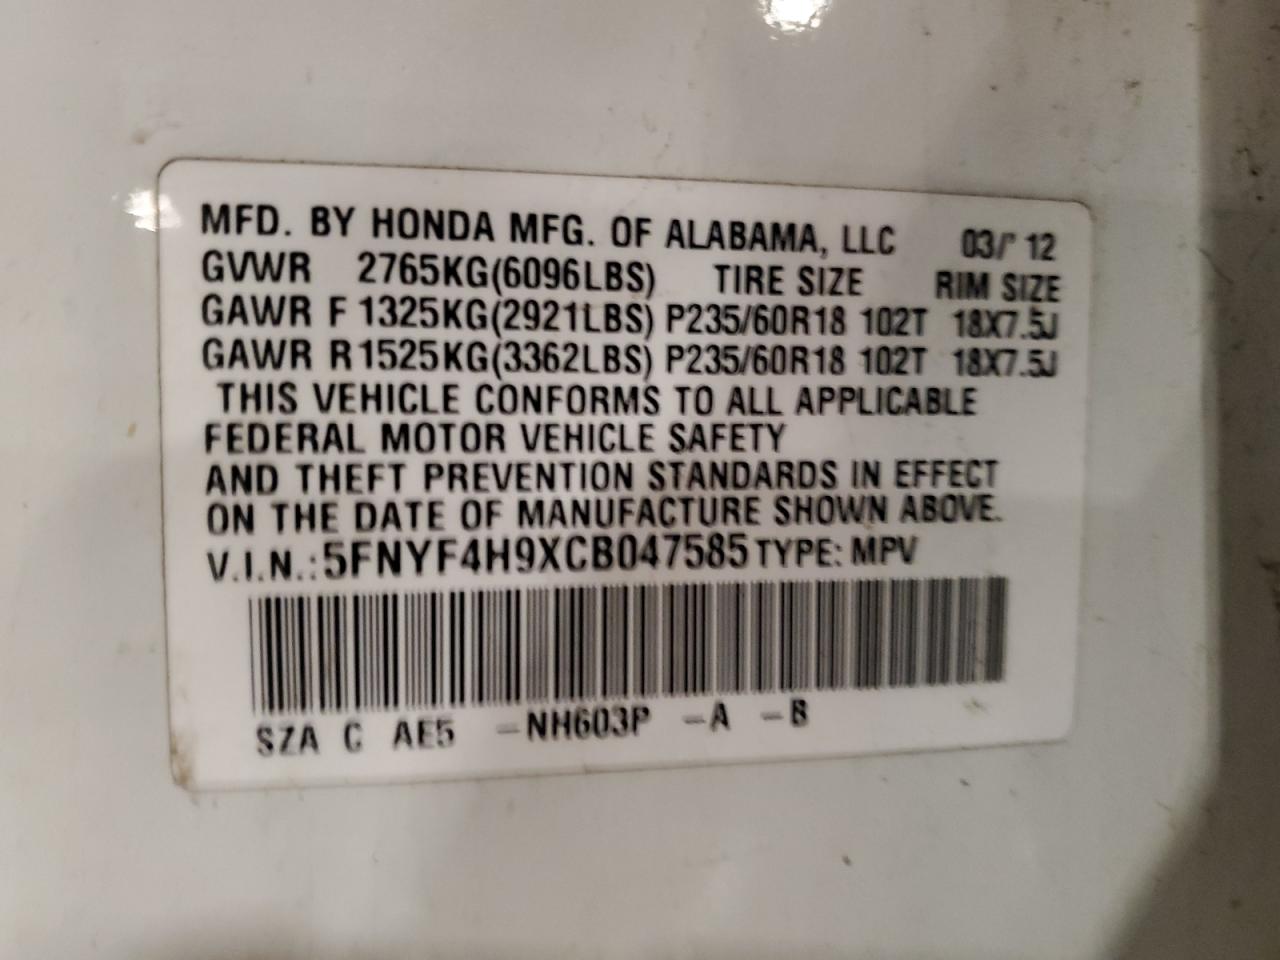 MFD. BY HONDA MFG. OF ALABAMA, LLC 03/ 12
GVWR 2765KG(6096LBS) TIRE SIZE RIM SIZE
GAWR F 1325KG(2921LBS) P235/60R18 102T 18X7.5J
GAWR R1525KG(3362LBS) P235/60R18 102T 18X7.5J
THIS VEHICLE CONFORMS TO ALL APPLICABLE
FEDERAL MOTOR VEHICLE SAFETY
AND THEFT PREVENTION STANDARDS IN EFFECT
ON THE DATE OF MANUFACTURE SHOWN ABOVE.
V.I.N.:5FNYF4H9XCB047585 TYPE: MPV
SZA C AE5 -NH603P -A -B